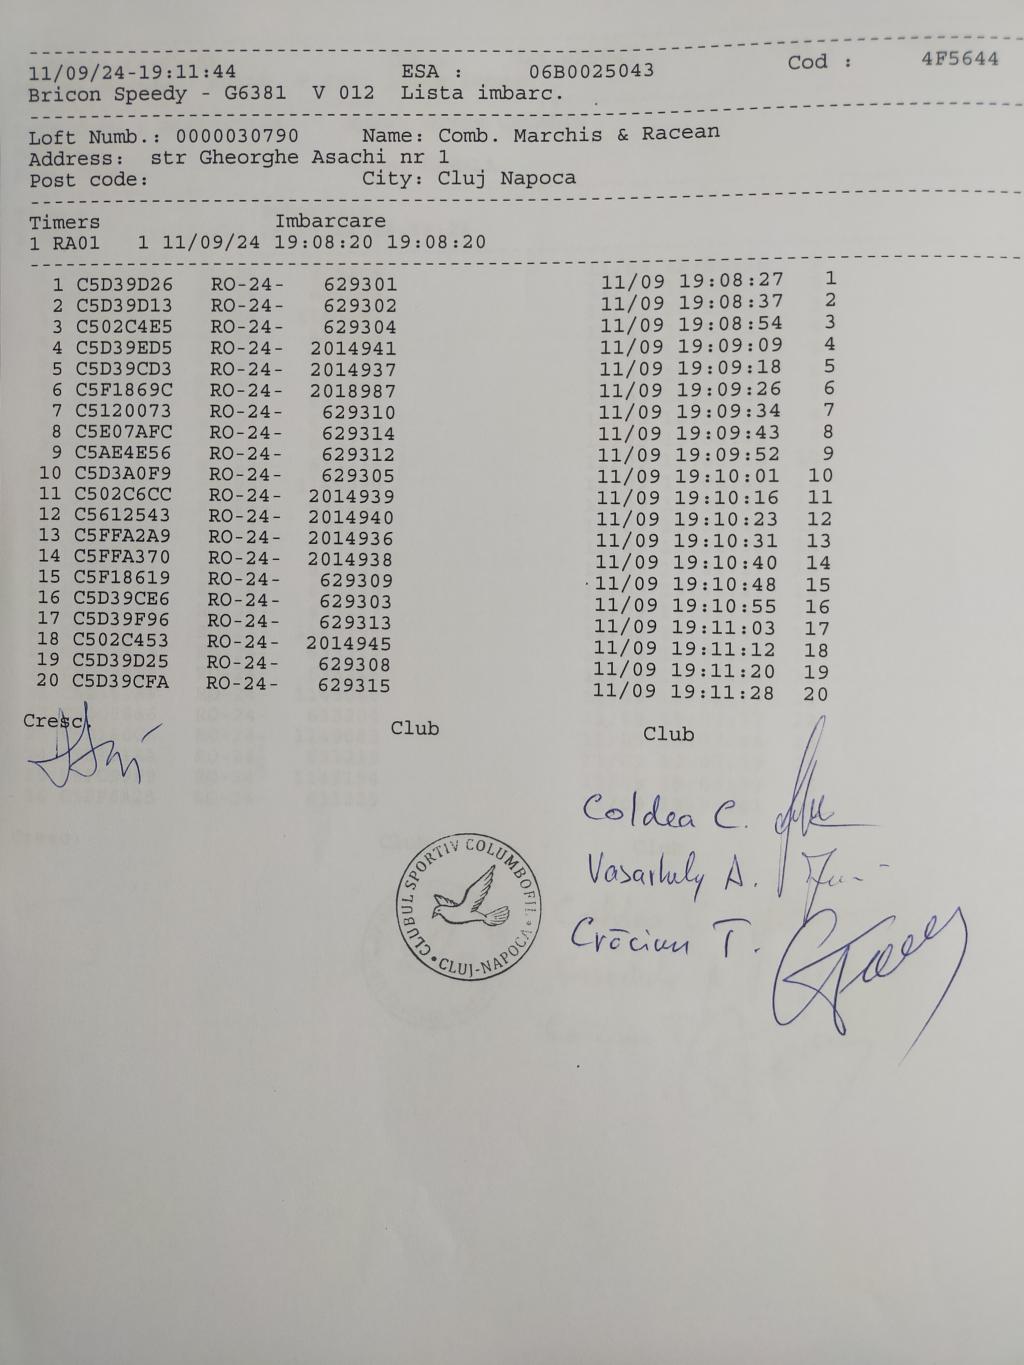 11/09/24-19:11:44 ESA : 06B0025043 Cod : 4F5644
Bricon Speedy - G6381 V 012 Lista imbarc.
Loft Numb.: 0000030790 Name: Comb. Marchis & Racean
Address: str Gheorghe Asachi nr 1
Post code: City: Cluj Napoca
Timers Imbarcare
1 RA01 1 11/09/24 19:08:20 19:08:20
1 C5D39D26 RO-24- 629301 11/09 19:08:27 1
2 C5D39D13 RO-24- 629302 11/09 19:08:37 2
3 C502C4E5 RO-24- 629304 11/09 19:08:54 3
4 C5D39ED5 RO-24- 2014941 11/09 19:09:09 4
5 C5D39CD3 RO-24- 2014937 11/09 19:09:18 5
6 C5F1869C RO-24- 2018987 11/09 19:09:26 6
7 C5120073 RO-24- 629310 11/09 19:09:34 7
8 C5E07AFC RO-24- 629314 11/09 19:09:43 8
9 C5AE4E56 RO-24- 629312 11/09 19:09:52 9
10 C5D3A0F9 RO-24- 629305 11/09 19:10:01 10
11 C502C6CC RO-24- 2014939 11/09 19:10:16 11
12 C5612543 RO-24- 2014940 11/09 19:10:23 12
13 C5FFA2A9 RO-24- 2014936 11/09 19:10:31 13
14 C5FFA370 RO-24- 2014938 11/09 19:10:40 14
15 C5F18619 RO-24- 629309 11/09 19:10:48 15
16 C5D39CE6 RO-24- 629303 11/09 19:10:55 16
17 C5D39F96 RO-24- 629313 11/09 19:11:03 17
18 C502C453 RO-24- 2014945 11/09 19:11:12 18
19 C5D39D25 RO-24- 629308 11/09 19:11:20 19
20 C5D39CFA RO-24- 629315 11/09 19:11:28 20
Cresc. Club Club
Coldea C.
Vasarhely A.
Crăciun T.
CLUBUL SPORTIV COLUMBOFIL
CLUJ-NAPOCA